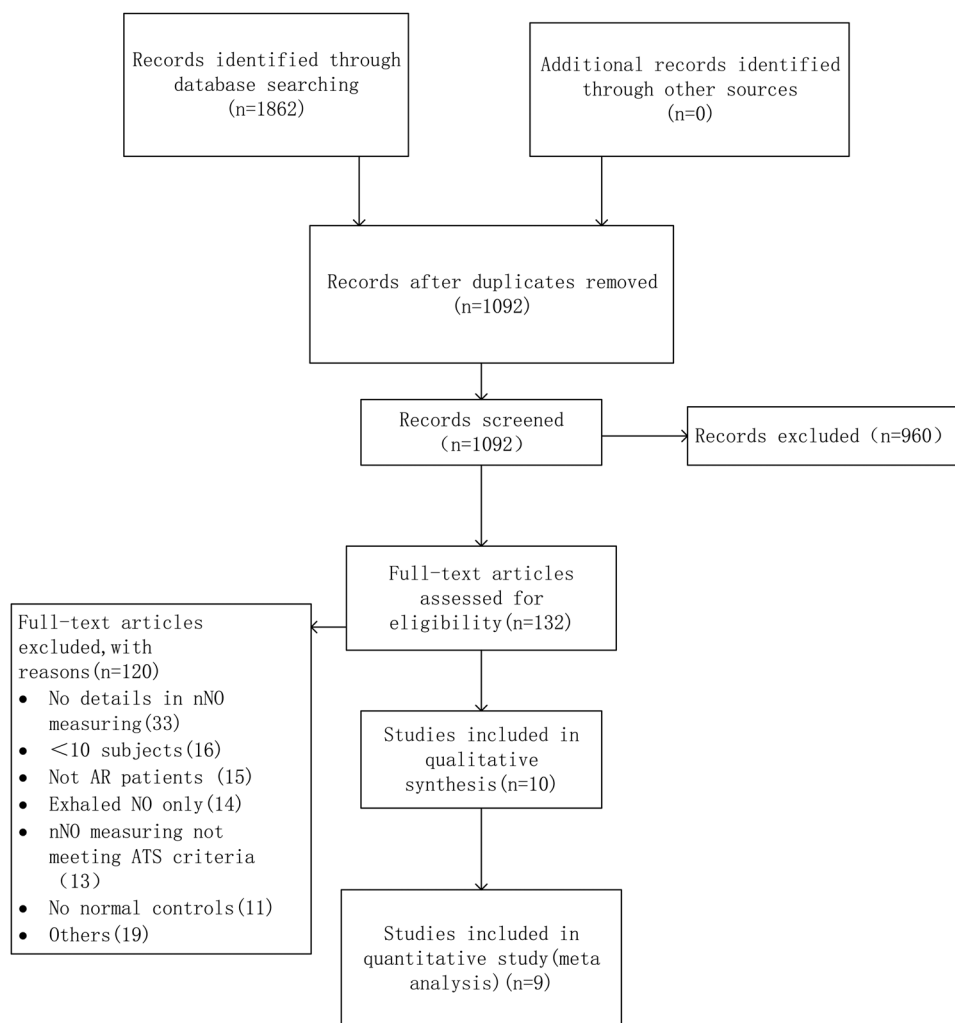 Records identified through
database searching
(n=1862)
Additional records identified
through other sources
(n=0)
Records after duplicates removed
(n=1092)
Records screened
（n=1092)
Records excluded（n=960）
Full-text articles
assessed for
eligibility(n=132)
Full-text articles
excluded,with
reasons(n=120)
● No details in nNO
measuring(33)
● ＜10 subjects(16)
● Not AR patients (15)
● Exhaled NO only(14)
● nNO measuring not
meeting ATS criteria
（13)
● No normal controls(11)
● Others(19)
Studies included in
qualitative
synthesis(n=10)
Studies included in
quantitative study(meta
analysis)(n=9)